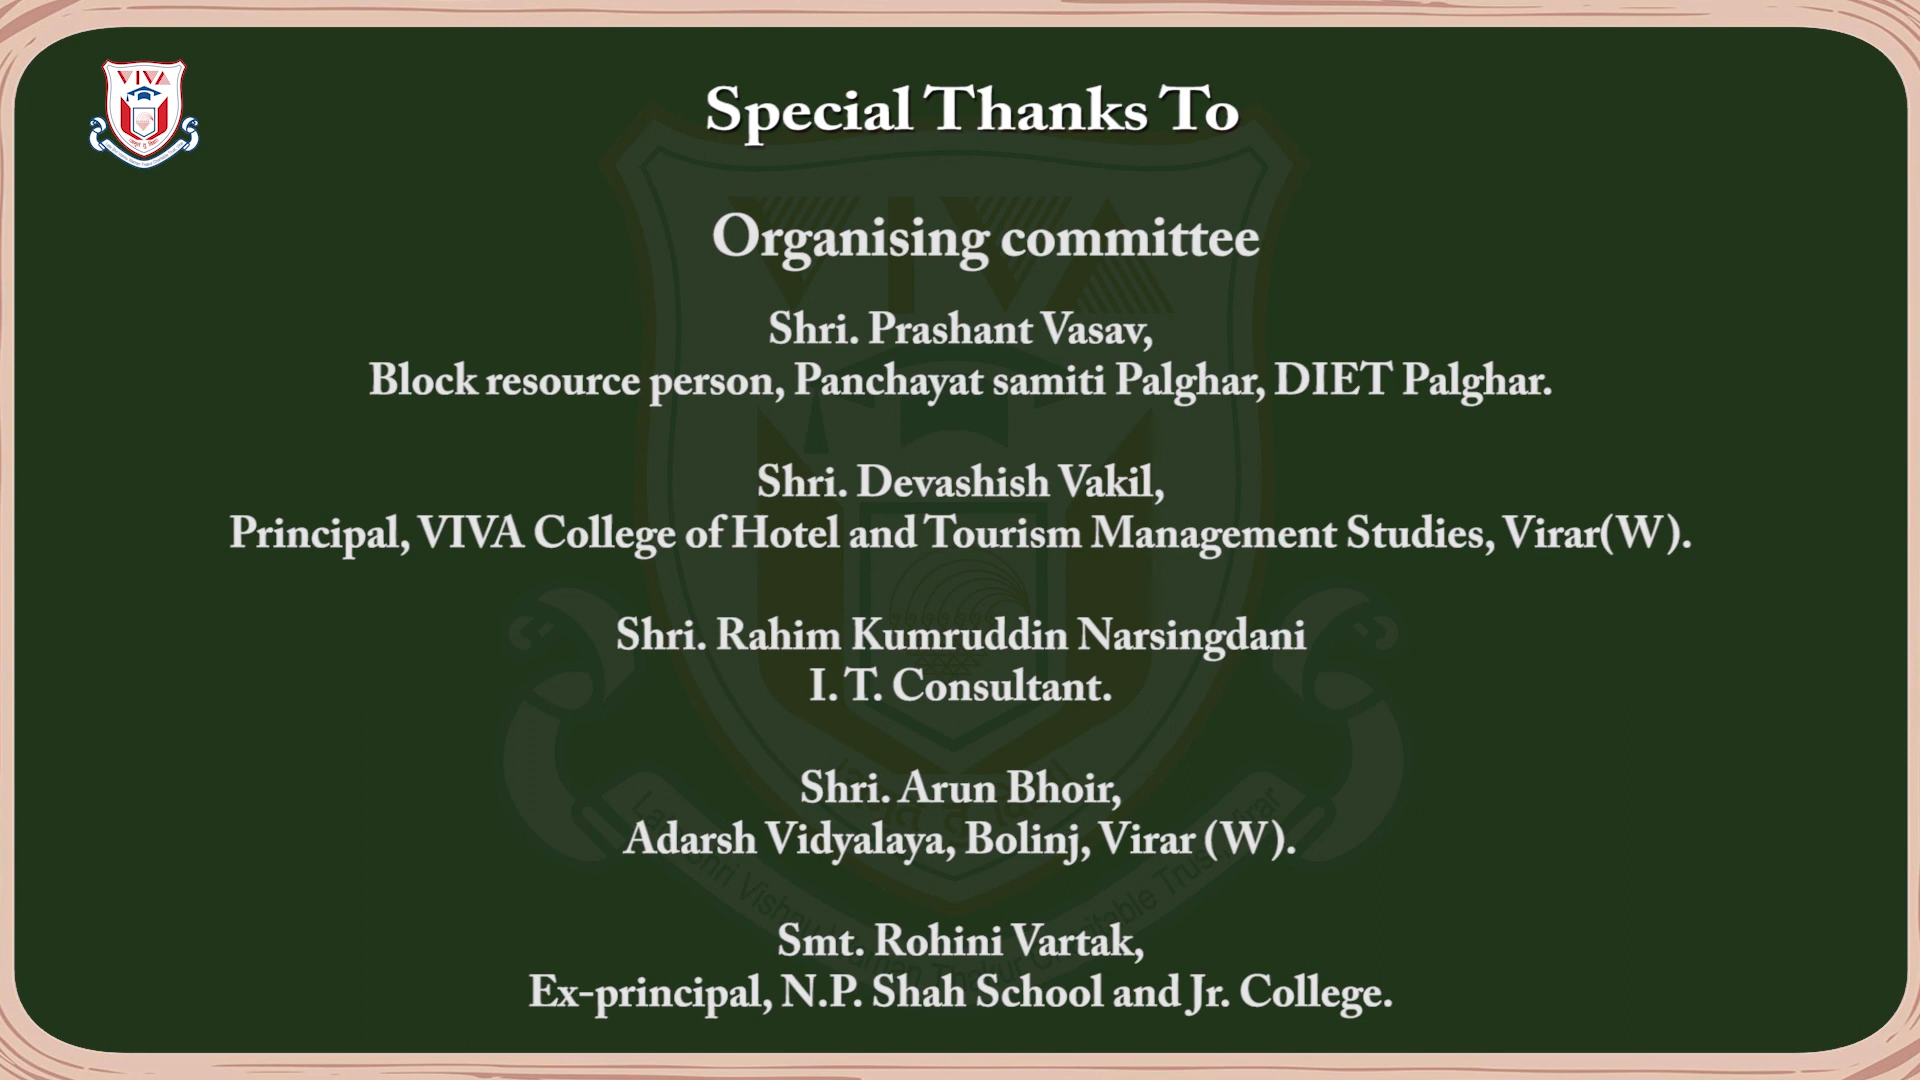 VIVA
Special Thanks To
Organising committee
Shri. Prashant Vasav,
Block resource person, Panchayat samiti Palghar, DIET Palghar.
Shri. Devashish Vakil,
Principal, VIVA College of Hotel and Tourism Management Studies, Virar(W).
Shri. Rahim Kumruddin Narsingdani
I. T. Consultant.
Shri. Arun Bhoir,
Adarsh Vidyalaya, Bolinj, Virar (W).
Smt. Rohini Vartak,
Ex-principal, N.P. Shah School and Jr. College.